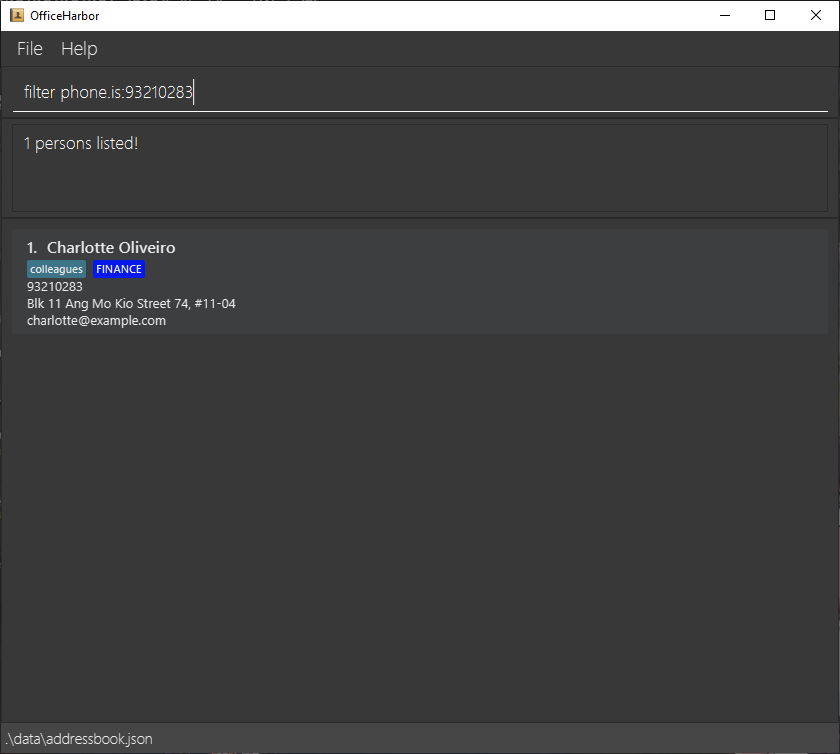 OfficeHarbor
File Help
filter phone.is:93210283
1 persons listed!
1. Charlotte Oliveiro
colleagues FINANCE
93210283
Blk 11 Ang Mo Kio Street 74, #11-04
charlotte@example.com
.\data\addressbook.json